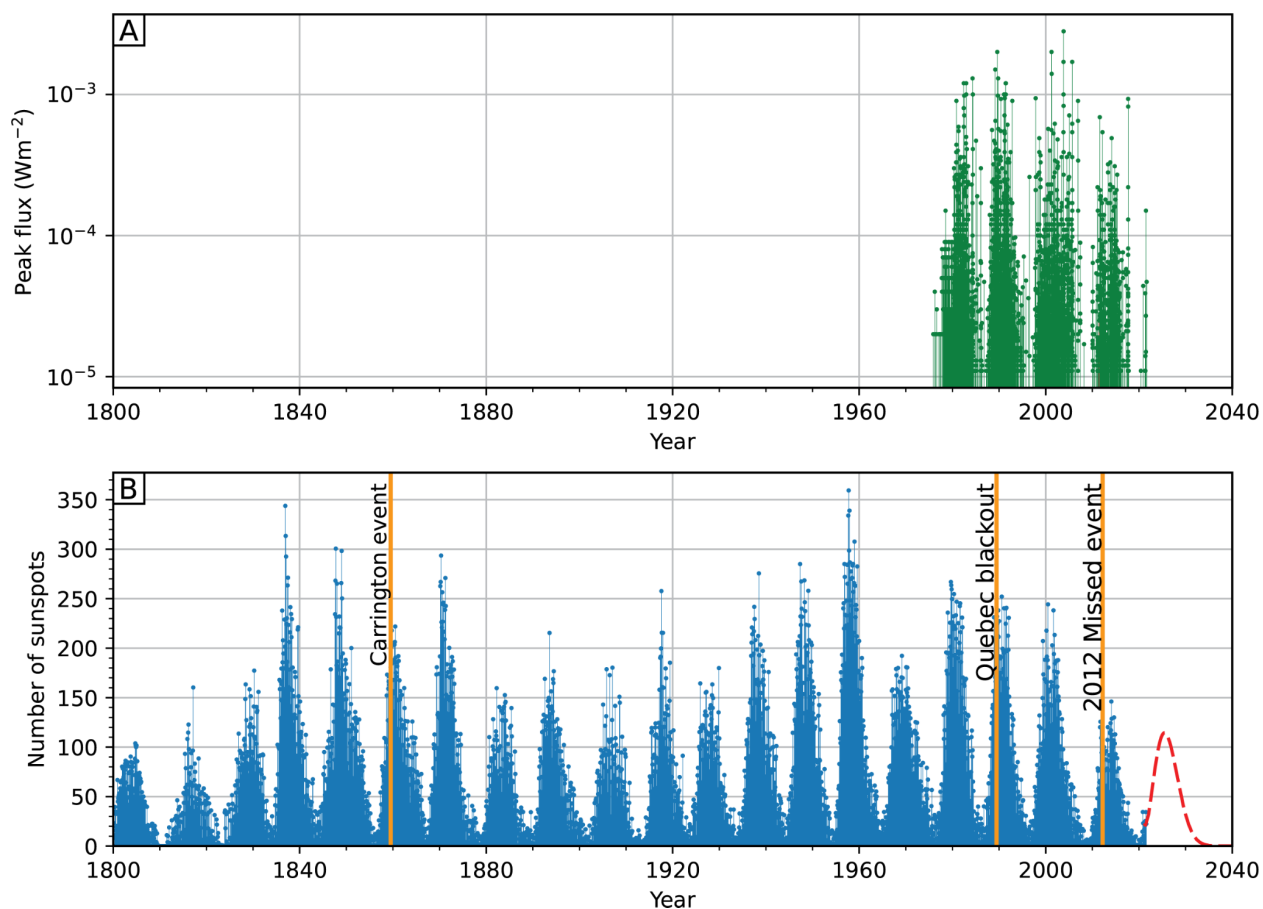 A
10⁻³
10⁻⁴
10⁻⁵
Peak flux (Wm⁻²)
1800 1840 1880 1920 1960 2000 2040
Year
B
350
300
250
200
150
100
50
0
Number of sunspots
Carrington event
Quebec blackout
2012 Missed event
1800 1840 1880 1920 1960 2000 2040
Year